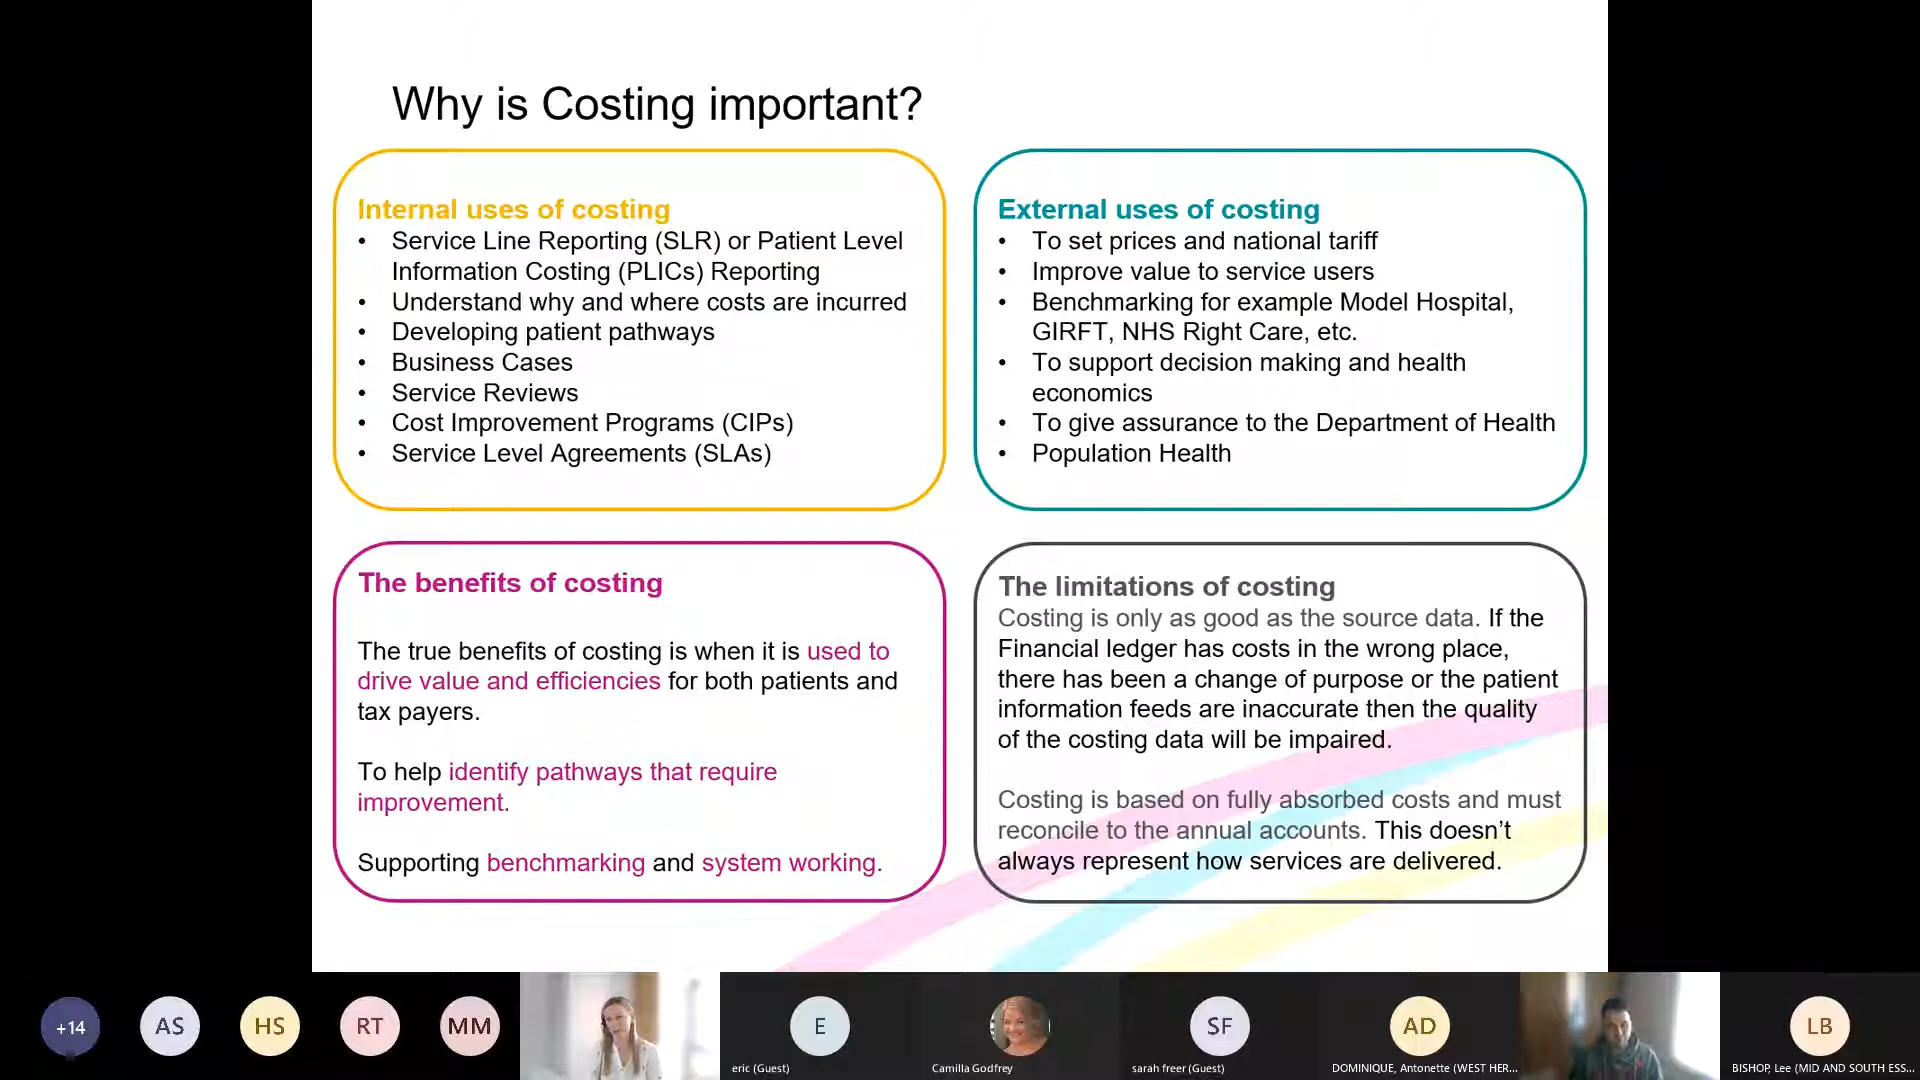 Why is Costing important?
Internal uses of costing
• Service Line Reporting (SLR) or Patient Level
Information Costing (PLICs) Reporting
• Understand why and where costs are incurred
• Developing patient pathways
• Business Cases
• Service Reviews
• Cost Improvement Programs (CIPs)
• Service Level Agreements (SLAs)
External uses of costing
• To set prices and national tariff
• Improve value to service users
• Benchmarking for example Model Hospital,
GIRFT, NHS Right Care, etc.
• To support decision making and health
economics
• To give assurance to the Department of Health
• Population Health
The benefits of costing
The true benefits of costing is when it is used to
drive value and efficiencies for both patients and
tax payers.
To help identify pathways that require
improvement.
Supporting benchmarking and system working.
The limitations of costing
Costing is only as good as the source data. If the
Financial ledger has costs in the wrong place,
there has been a change of purpose or the patient
information feeds are inaccurate then the quality
of the costing data will be impaired.
Costing is based on fully absorbed costs and must
reconcile to the annual accounts. This doesn’t
always represent how services are delivered.
+14
AS
HS
RT
MM
E
eric (Guest)
Camilla Godfrey
SF
sarah freer (Guest)
AD
DOMINIQUE, Antonette (WEST HER...
LB
BISHOP, Lee (MID AND SOUTH ESS...